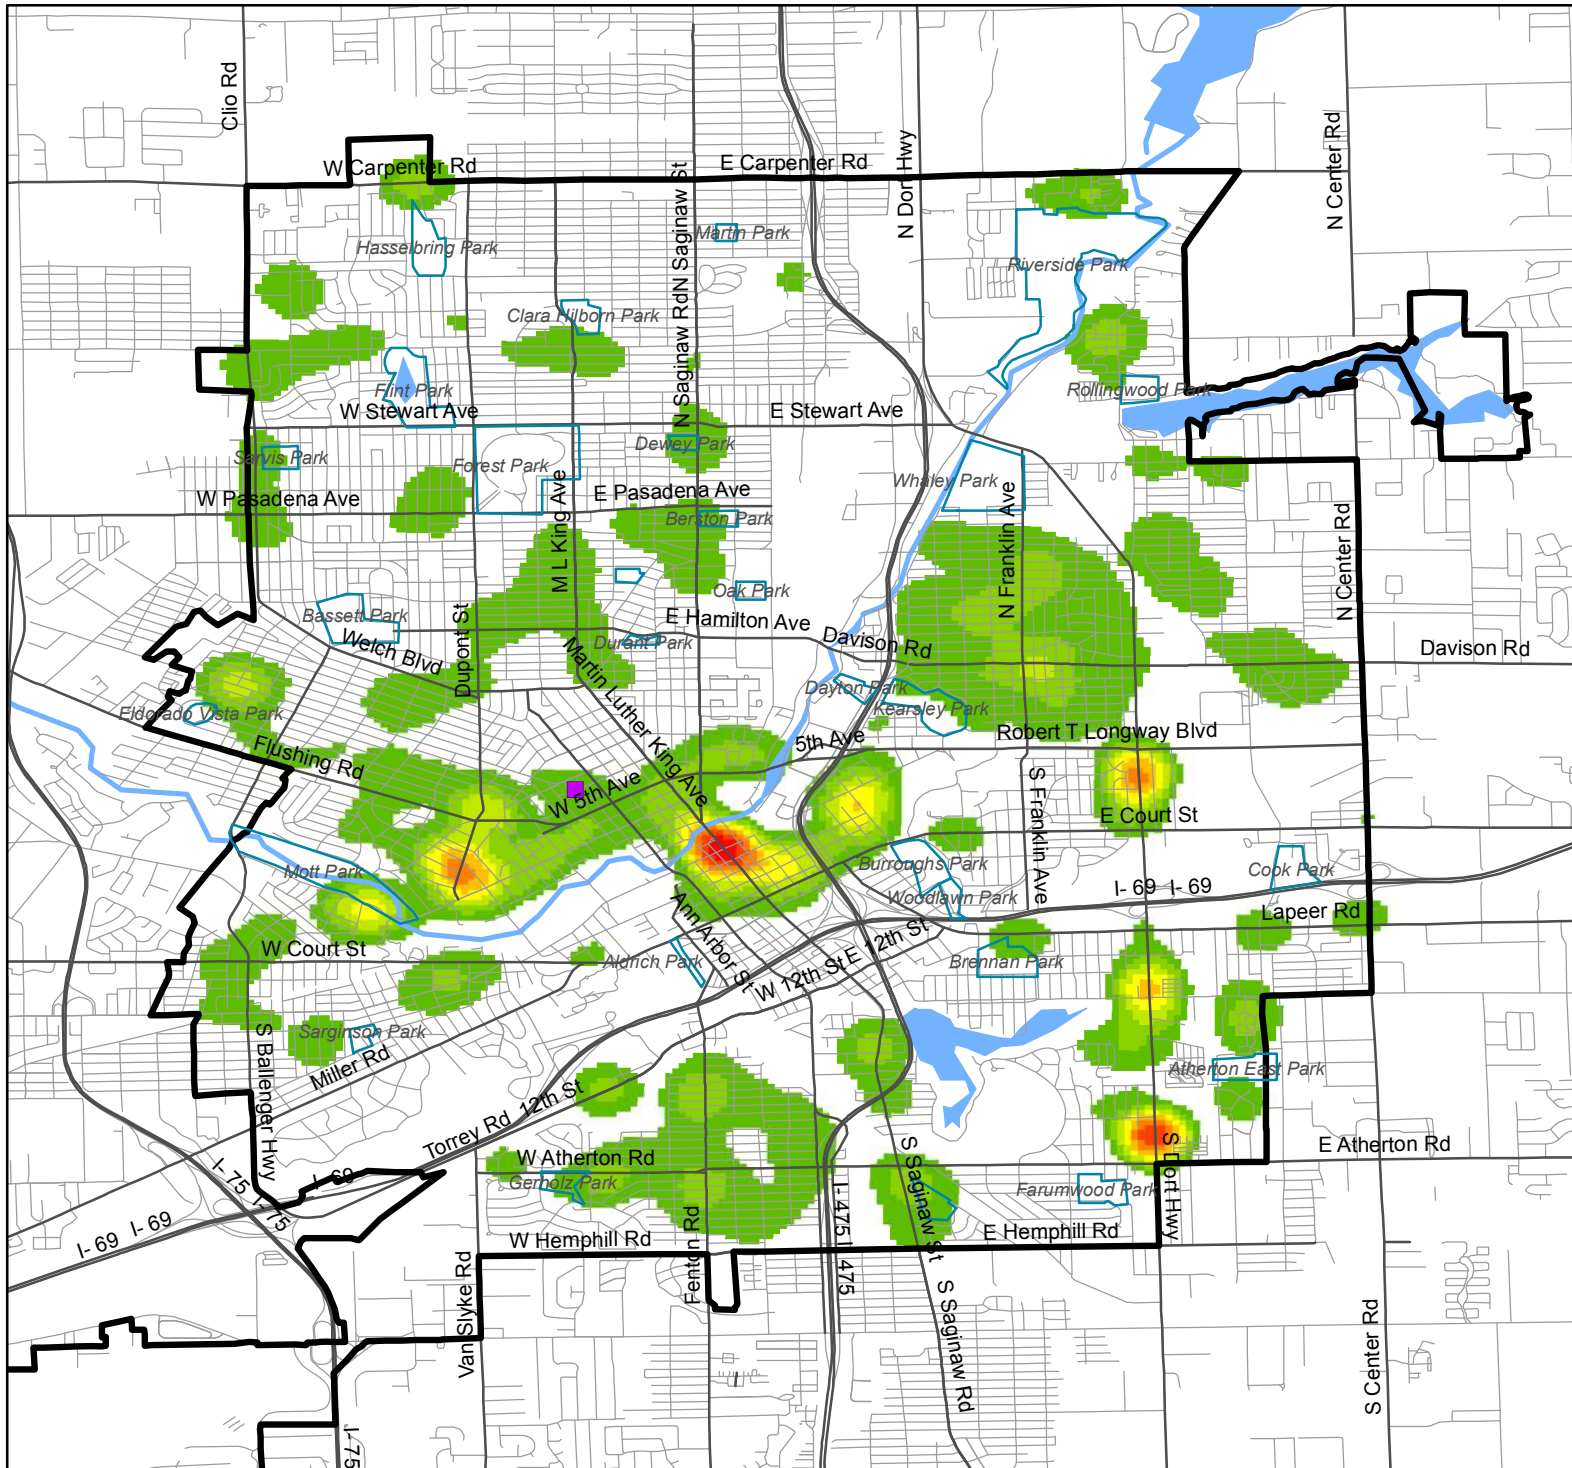 Clio Rd
W Carpenter Rd
E Carpenter Rd
N Dort Hwy
N Center Rd
N Saginaw St
Martin Park
Hasselbring Park
Riverside Park
Clara Hilborn Park
N Saginaw Rd
Flint Park
Rollingwood Park
W Stewart Ave
E Stewart Ave
Sarvis Park
Dewey Park
Forest Park
Whaley Park
W Pasadena Ave
E Pasadena Ave
M L King Ave
Berston Park
N Franklin Ave
N Center Rd
Bassett Park
Oak Park
E Hamilton Ave
Welch Blvd
Dupont St
Durant Park
Davison Rd
Davison Rd
Martin Luther King Ave
Dayton Park
Kearsley Park
Eldorado Vista Park
Robert T Longway Blvd
Flushing Rd
5th Ave
W 5th Ave
S Franklin Ave
E Court St
Mott Park
Burroughs Park
Cook Park
Woodlawn Park
I- 69
I- 69
Lapeer Rd
Ann Arbor St
W Court St
E 12th St
Aldrich Park
W 12th St
Brennan Park
Sarginson Park
S Ballenger Hwy
Miller Rd
Atherton East Park
12th St
Torrey Rd
W Atherton Rd
E Atherton Rd
S Dort Hwy
I- 75
I- 75
I- 69
Gerholz Park
S Saginaw St
Farumwood Park
I- 69
I- 69
I- 475
I- 475
W Hemphill Rd
E Hemphill Rd
Fenton Rd
Van Slyke Rd
S Saginaw Rd
S Center Rd
I- 75